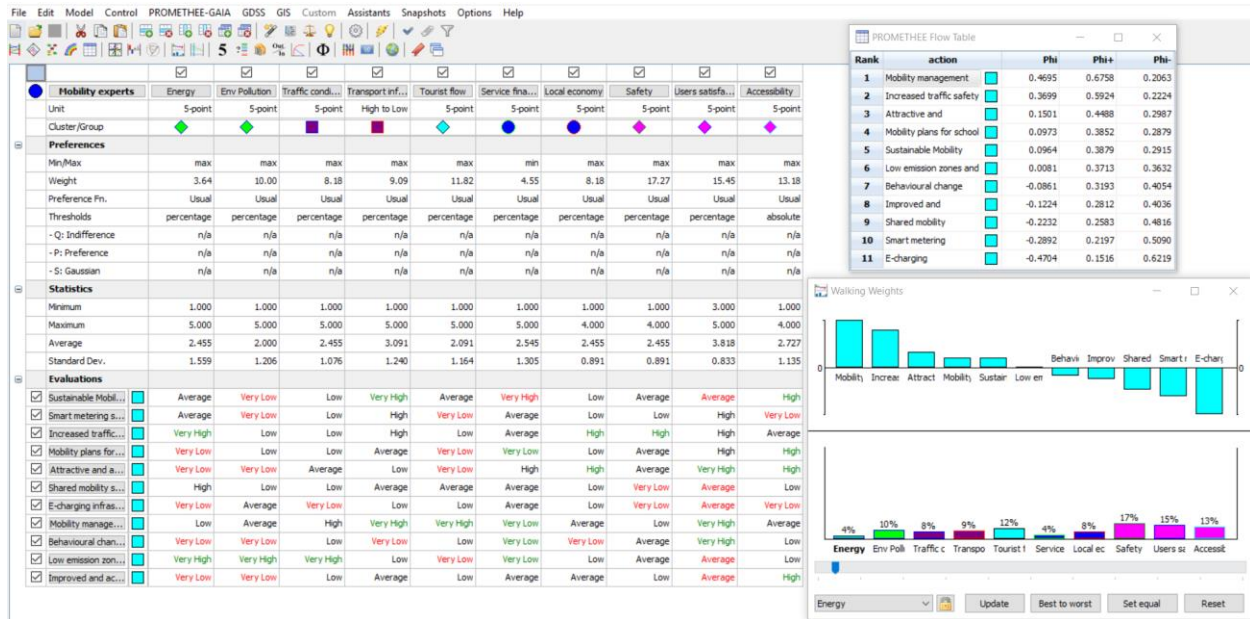 File Edit Model Control PROMETHEE-GAIA GDSS GIS Custom Assistants Snapshots Options Help
Mobility experts Energy Env Pollution Traffic condi... Transport inf... Tourist flow Service fina... Local economy Safety Users satisfa... Accessibility
Unit 5-point 5-point 5-point High to Low 5-point 5-point 5-point 5-point 5-point 5-point
Cluster/Group
Preferences
Min/Max max max max max max min max max max max
Weight 3.64 10.00 8.18 9.09 11.82 4.55 8.18 17.27 15.45 13.18
Preference Fn. Usual Usual Usual Usual Usual Usual Usual Usual Usual Usual
Thresholds percentage percentage percentage percentage percentage percentage percentage percentage percentage absolute
- Q: Indifference n/a n/a n/a n/a n/a n/a n/a n/a n/a n/a
- P: Preference n/a n/a n/a n/a n/a n/a n/a n/a n/a n/a
- S: Gaussian n/a n/a n/a n/a n/a n/a n/a n/a n/a n/a
Statistics
Minimum 1.000 1.000 1.000 1.000 1.000 1.000 1.000 1.000 3.000 1.000
Maximum 5.000 5.000 5.000 5.000 5.000 5.000 4.000 4.000 5.000 4.000
Average 2.455 2.000 2.455 3.091 2.091 2.545 2.455 2.455 3.818 2.727
Standard Dev. 1.559 1.206 1.076 1.240 1.164 1.305 0.891 0.891 0.833 1.135
Evaluations
Sustainable Mobil... Average Very Low Low Very High Average Very High Low Average Average High
Smart metering s... Average Very Low Low High Very Low Average Low Low High Very Low
Increased traffic... Very High Low Low High Low Average High High High Average
Mobility plans for... Very Low Low Low Average Very Low Very Low Low Average High High
Attractive and a... Very Low Very Low Average Low Very Low High High Average Very High High
Shared mobility s... High Low Low Average Average Average Low Very Low Average Low
E-charging infras... Very Low Average Very Low Low Low Average Low Very Low Average Very Low
Mobility manage... Low Average High Very High Very High Very Low Average Low Very High Average
Behavioural chan... Very Low Very Low Low Low Low Very Low Very Low Average Very High Low
Low emission zon... Very High Very High Very High Low Very Low Very Low Low Low Average Low
Improved and ac... Very Low Very Low Low Average Low Average Average Low Average High
PROMETHEE Flow Table
Rank action Phi Phi+ Phi-
1 Mobility management 0.4695 0.6758 0.2063
2 Increased traffic safety 0.3699 0.5924 0.2224
3 Attractive and 0.1501 0.4488 0.2987
4 Mobility plans for school 0.0973 0.3852 0.2879
5 Sustainable Mobility 0.0964 0.3879 0.2915
6 Low emission zones and 0.0081 0.3713 0.3632
7 Behavioural change -0.0861 0.3193 0.4054
8 Improved and -0.1224 0.2812 0.4036
9 Shared mobility -0.2232 0.2583 0.4816
10 Smart metering -0.2892 0.2197 0.5090
11 E-charging -0.4704 0.1516 0.6219
Walking Weights
Behavi Improv Shared Smart E-charg
0 Mobility Increas Attract Mobility Sustair Low em 0
4% 10% 8% 9% 12% 4% 8% 17% 15% 13%
Energy Env Poll Traffic c Transpo Tourist f Service Local ec Safety Users sa Accessit
Energy Update Best to worst Set equal Reset